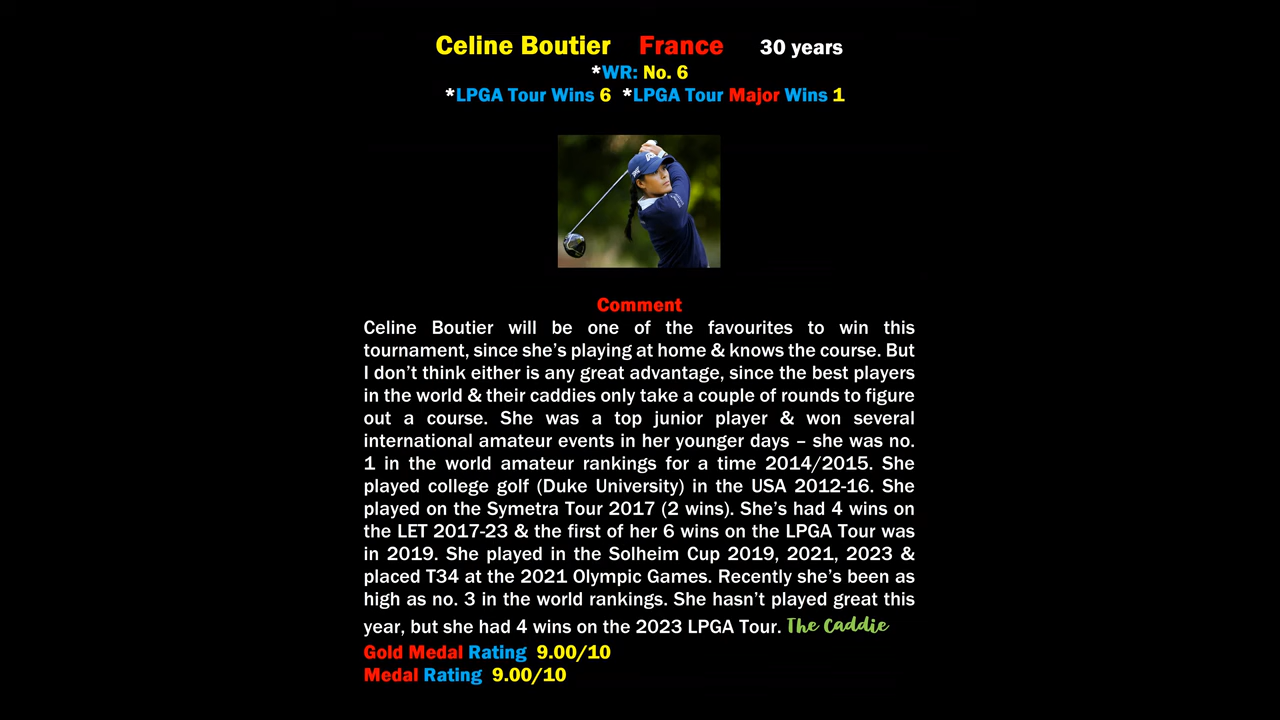 Celine Boutier France 30 years
*WR: No. 6
*LPGA Tour Wins 6 *LPGA Tour Major Wins 1
Comment
Celine Boutier will be one of the favourites to win this
tournament, since she's playing at home & knows the course. But
I don't think either is any great advantage, since the best players
in the world & their caddies only take a couple of rounds to figure
out a course. She was a top junior player & won several
international amateur events in her younger days – she was no.
1 in the world amateur rankings for a time 2014/2015. She
played college golf (Duke University) in the USA 2012-16. She
played on the Symetra Tour 2017 (2 wins). She's had 4 wins on
the LET 2017-23 & the first of her 6 wins on the LPGA Tour was
in 2019. She played in the Solheim Cup 2019, 2021, 2023 &
placed T34 at the 2021 Olympic Games. Recently she's been as
high as no. 3 in the world rankings. She hasn't played great this
year, but she had 4 wins on the 2023 LPGA Tour. The Caddie
Gold Medal Rating 9.00/10
Medal Rating 9.00/10